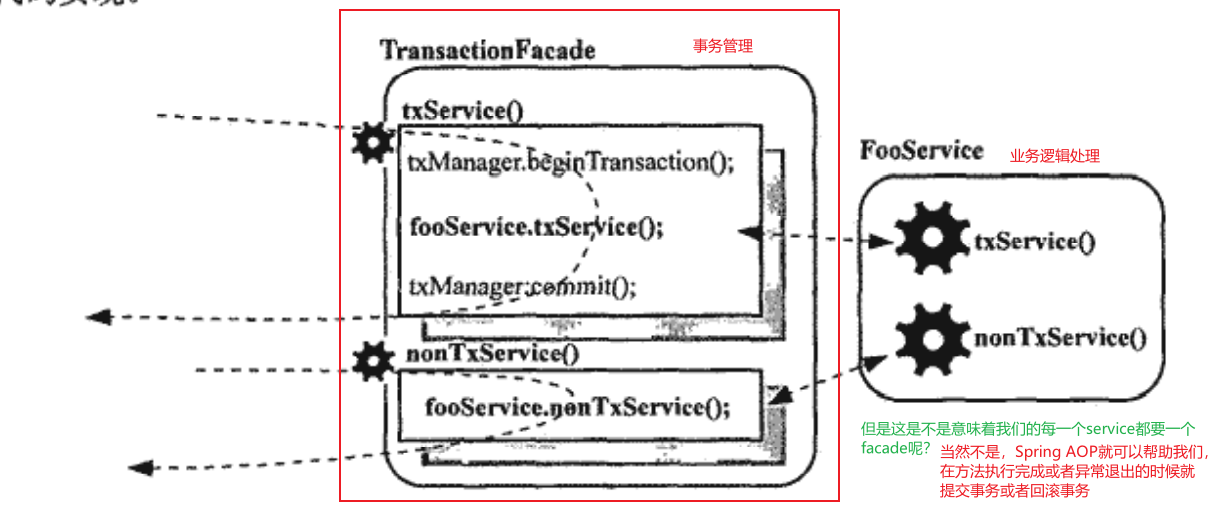 TransactionFacade
事务管理
txService()
txManager.beginTransaction();
fooService.txService();
txManager.commit();
nonTxService()
fooService.nonTxService();
FooService
业务逻辑处理
txService()
nonTxService()
但是这是不是意味着我们的每一个service都要一个
facade呢？
当然不是，Spring AOP就可以帮助我们，
在方法执行完成或者异常退出的时候就
提交事务或者回滚事务